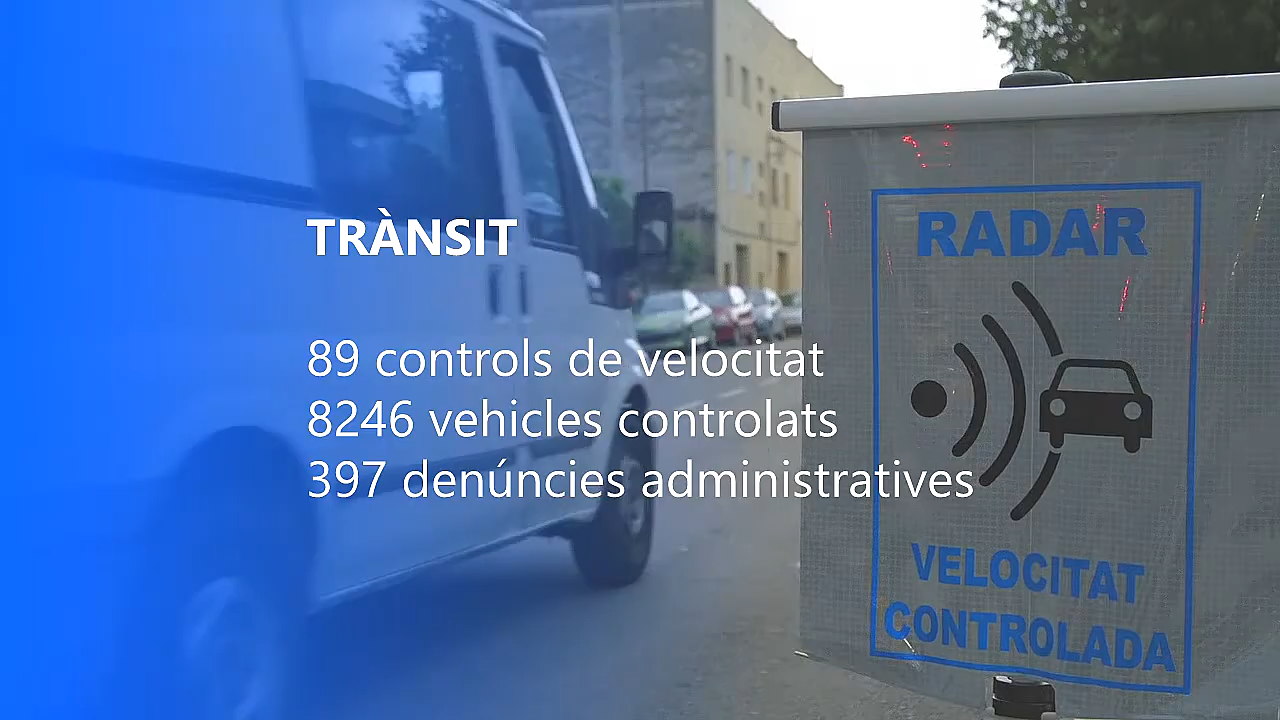 TRÀNSIT
89 controls de velocitat
8246 vehicles controlats
397 denúncies administratives
RADAR
VELOCITAT
CONTROLADA